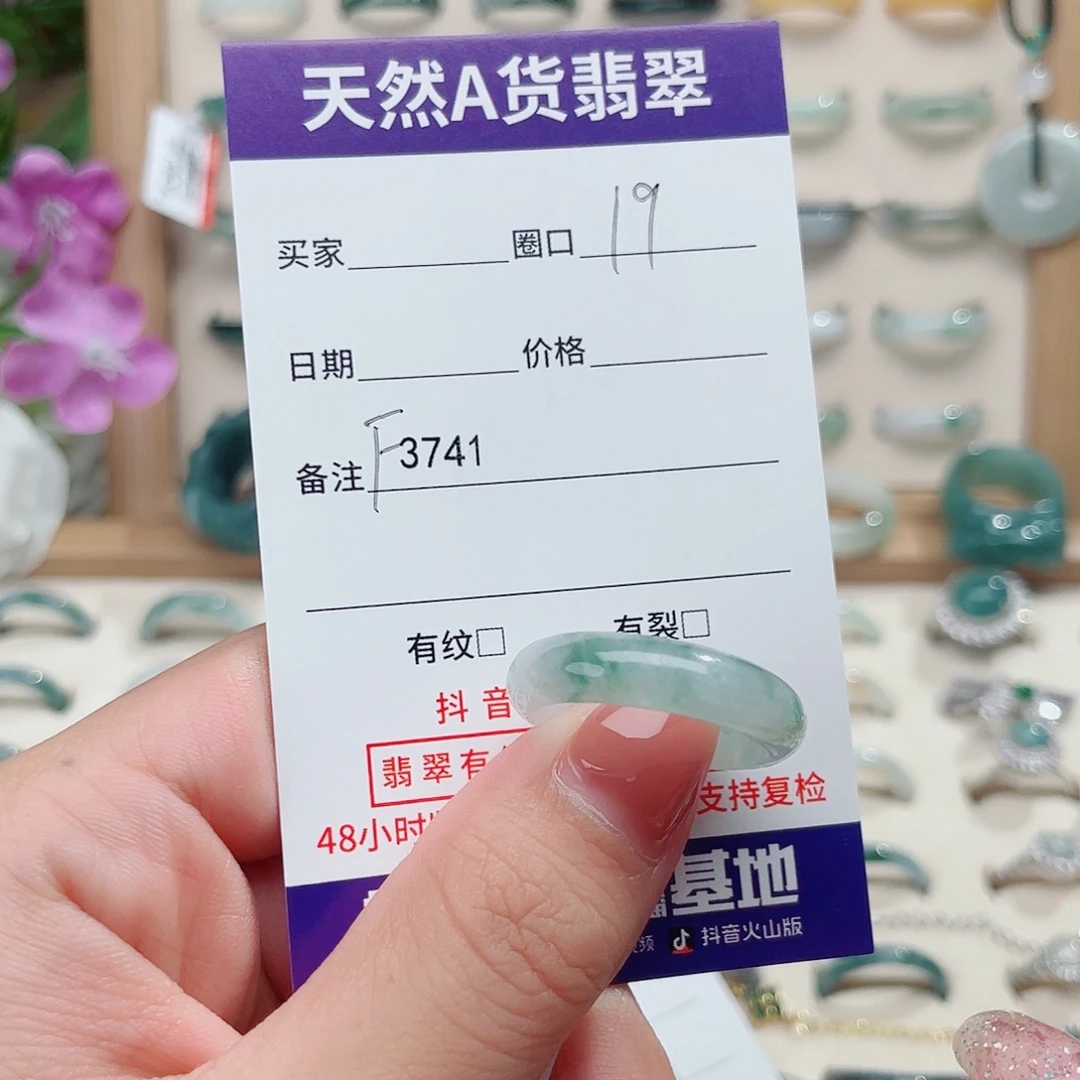 天然A货翡翠
买家 圈口 19
日期 价格
备注 F3741
有纹□ 有裂□
抖音
翡翠有 支持复检
48小时
基地
抖音火山版